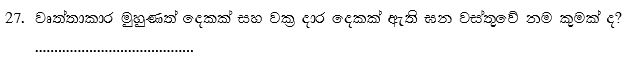 27. වෘත්තාකාර මුහුණත් දෙකක් සහ වක්‍ර දාර දෙකක් ඇති ඝන වස්තුවේ නම කුමක් ද?
.........................................